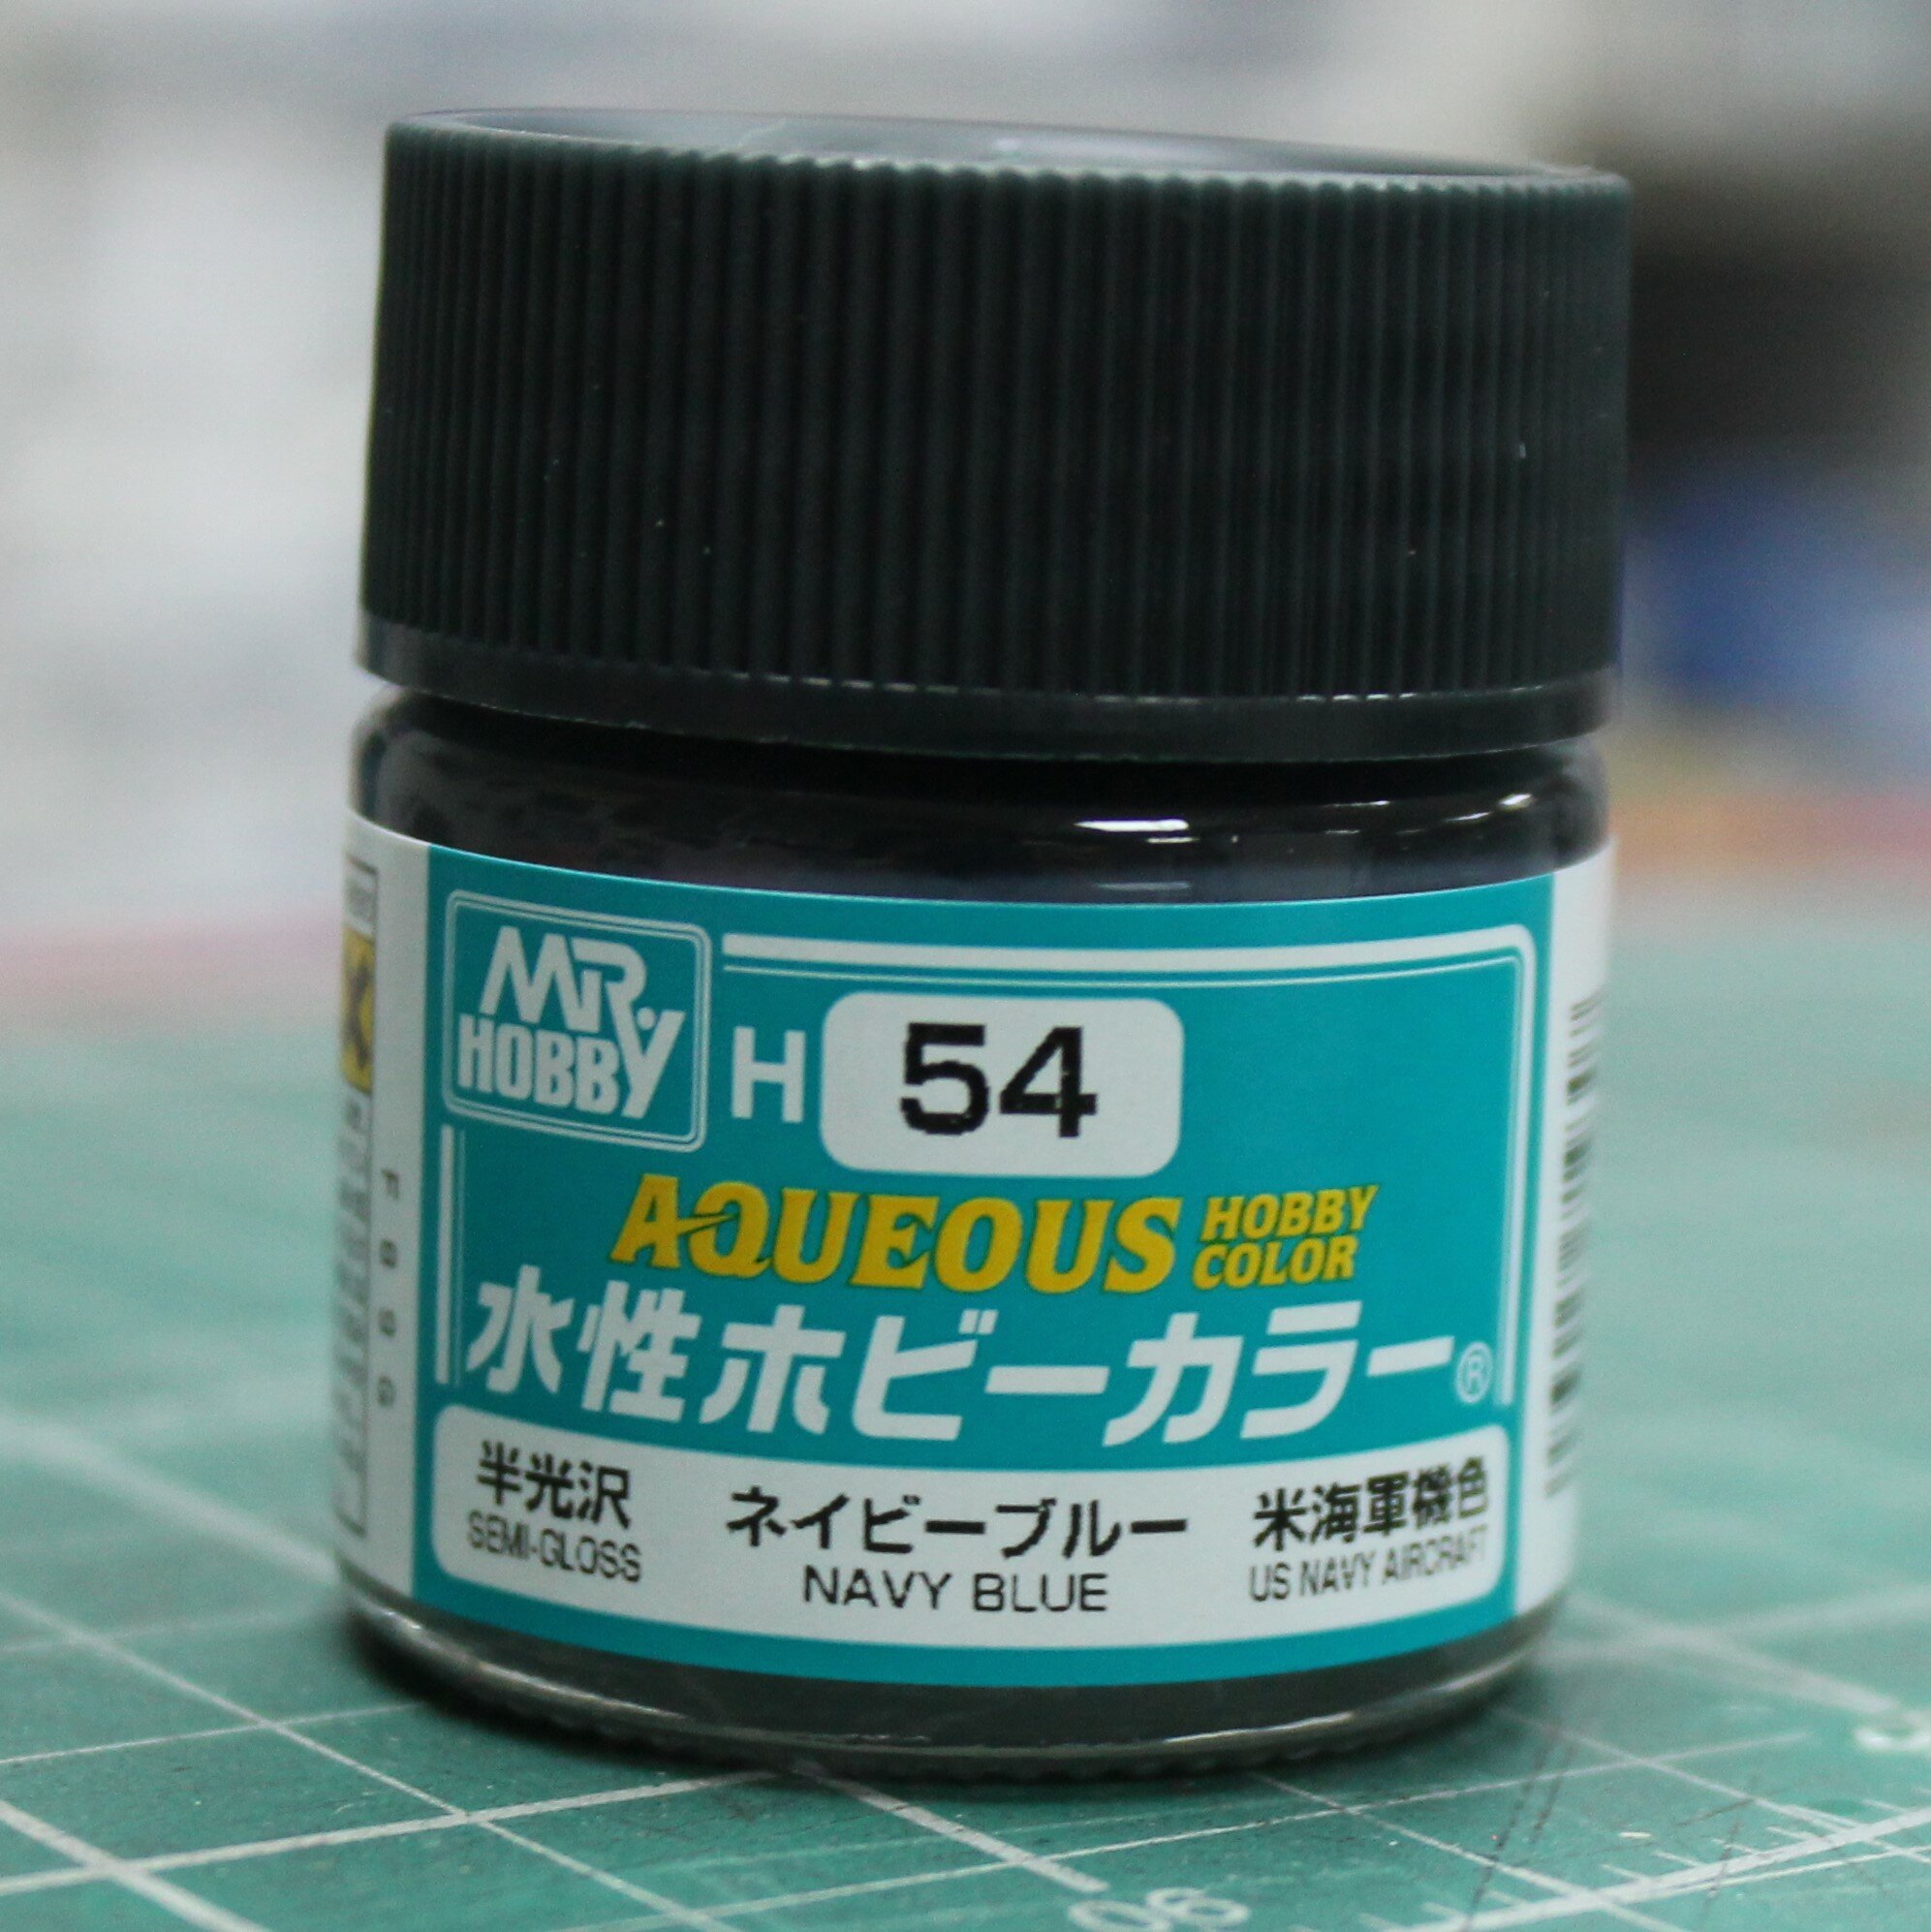 MR HOBBY
H 54
AQUEOUS HOBBY COLOR
水性ホビーカラー®
半光沢 ネイビーブルー 米海軍機色
SEMI-GLOSS NAVY BLUE US NAVY AIRCRAFT